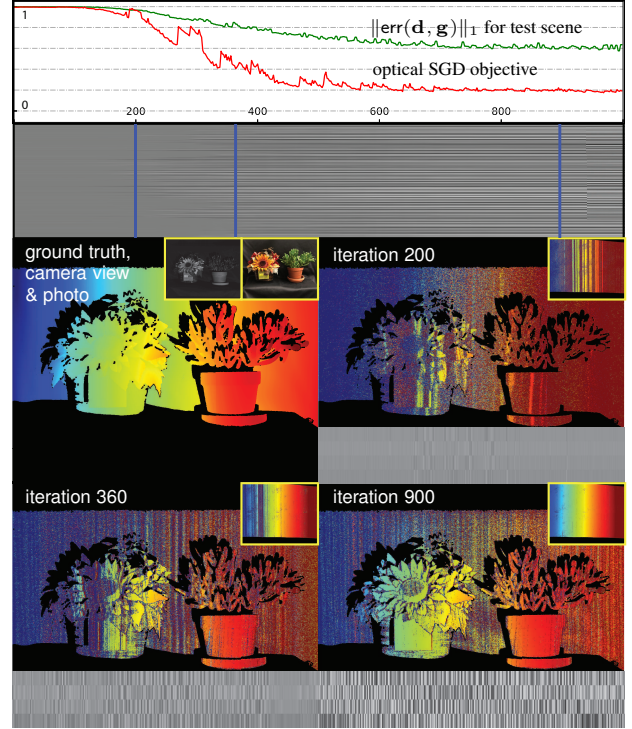 1
‖err(d, g)‖₁ for test scene
optical SGD objective
0
200
400
600
800
ground truth,
camera view
& photo
iteration 200
iteration 360
iteration 900